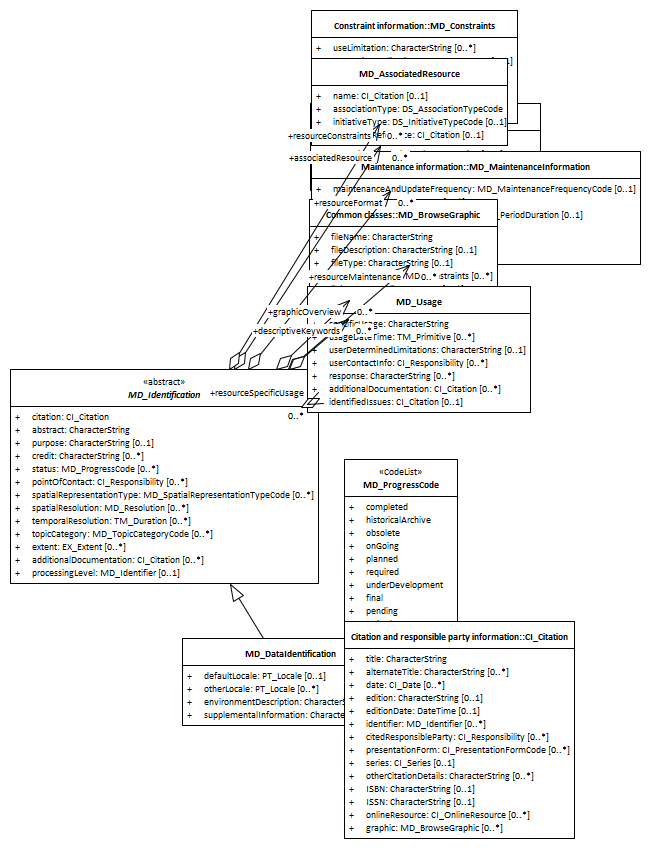 Constraint information::MD_Constraints
+ useLimitation: CharacterString [0..*]
MD_AssociatedResource
+ name: CI_Citation [0..1]
+ associationType: DS_AssociationTypeCode
+ initiativeType: DS_InitiativeTypeCode [0..1]
+resourceConstraints 0..*
CI_Citation [0..1]
+associatedResource 0..*
Maintenance information::MD_MaintenanceInformation
+ maintenanceAndUpdateFrequency: MD_MaintenanceFrequencyCode [0..1]
+resourceFormat 0..*
Common classes::MD_BrowseGraphic
_PeriodDuration [0..1]
+ fileName: CharacterString
+ fileDescription: CharacterString [0..1]
+ fileType: CharacterString [0..1]
+resourceMaintenance 0..*
[0..*]
MD_Usage
+graphicOverview 0..*
CharacterString
+descriptiveKeywords 0..*
TM_Primitive [0..*]
+ userDeterminedLimitations: CharacterString [0..1]
+ userContactInfo: CI_Responsibility [0..*]
+ response: CharacterString [0..*]
+ additionalDocumentation: CI_Citation [0..*]
+ identifiedIssues: CI_Citation [0..1]
«abstract»
MD_Identification
+resourceSpecificUsage
0..*
+ citation: CI_Citation
+ abstract: CharacterString
+ purpose: CharacterString [0..1]
+ credit: CharacterString [0..*]
+ status: MD_ProgressCode [0..*]
+ pointOfContact: CI_Responsibility [0..*]
+ spatialRepresentationType: MD_SpatialRepresentationTypeCode [0..*]
+ spatialResolution: MD_Resolution [0..*]
+ temporalResolution: TM_Duration [0..*]
+ topicCategory: MD_TopicCategoryCode [0..*]
+ extent: EX_Extent [0..*]
+ additionalDocumentation: CI_Citation [0..*]
+ processingLevel: MD_Identifier [0..1]
«CodeList»
MD_ProgressCode
+ completed
+ historicalArchive
+ obsolete
+ onGoing
+ planned
+ required
+ underDevelopment
+ final
+ pending
MD_DataIdentification
+ defaultLocale: PT_Locale [0..1]
+ otherLocale: PT_Locale [0..*]
+ environmentDescription: CharacterS
+ supplementalInformation: Characte
Citation and responsible party information::CI_Citation
+ title: CharacterString
+ alternateTitle: CharacterString [0..*]
+ date: CI_Date [0..*]
+ edition: CharacterString [0..1]
+ editionDate: DateTime [0..1]
+ identifier: MD_Identifier [0..*]
+ citedResponsibleParty: CI_Responsibility [0..*]
+ presentationForm: CI_PresentationFormCode [0..*]
+ series: CI_Series [0..1]
+ otherCitationDetails: CharacterString [0..*]
+ ISBN: CharacterString [0..1]
+ ISSN: CharacterString [0..1]
+ onlineResource: CI_OnlineResource [0..*]
+ graphic: MD_BrowseGraphic [0..*]